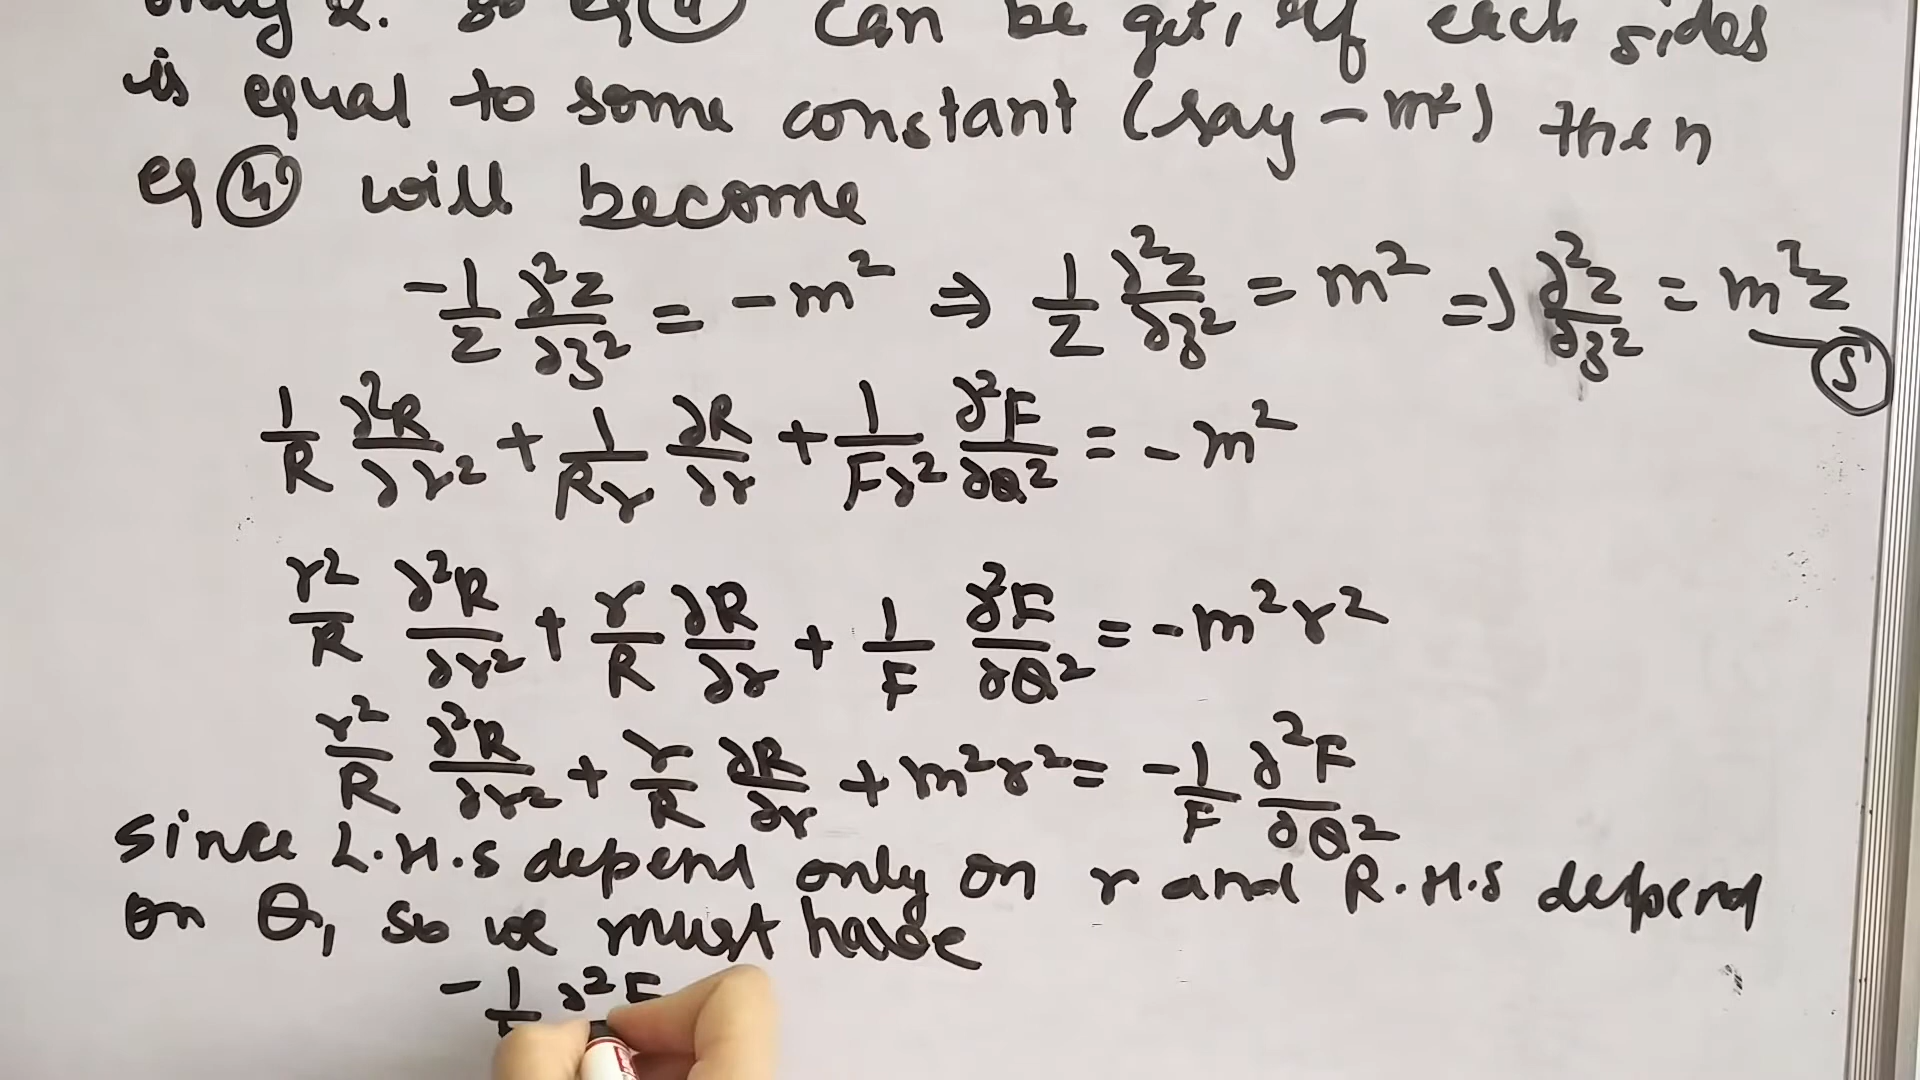 only z. so eq ④ can be get, if each sides
is equal to some constant (say -m²) then
eq ④ will become
-1/Z ∂²Z/∂z² = -m² ⇒ 1/Z ∂²Z/∂z² = m² ⇒ ∂²Z/∂z² = m²Z —⑤
1/R ∂²R/∂r² + 1/Rr ∂R/∂r + 1/Fr² ∂²F/∂θ² = -m²
r²/R ∂²R/∂r² + r/R ∂R/∂r + 1/F ∂²F/∂θ² = -m²r²
r²/R ∂²R/∂r² + r/R ∂R/∂r + m²r² = -1/F ∂²F/∂θ²
since L.H.S depend only on r and R.H.S depend
on θ, so we must have
-1/F ∂²F